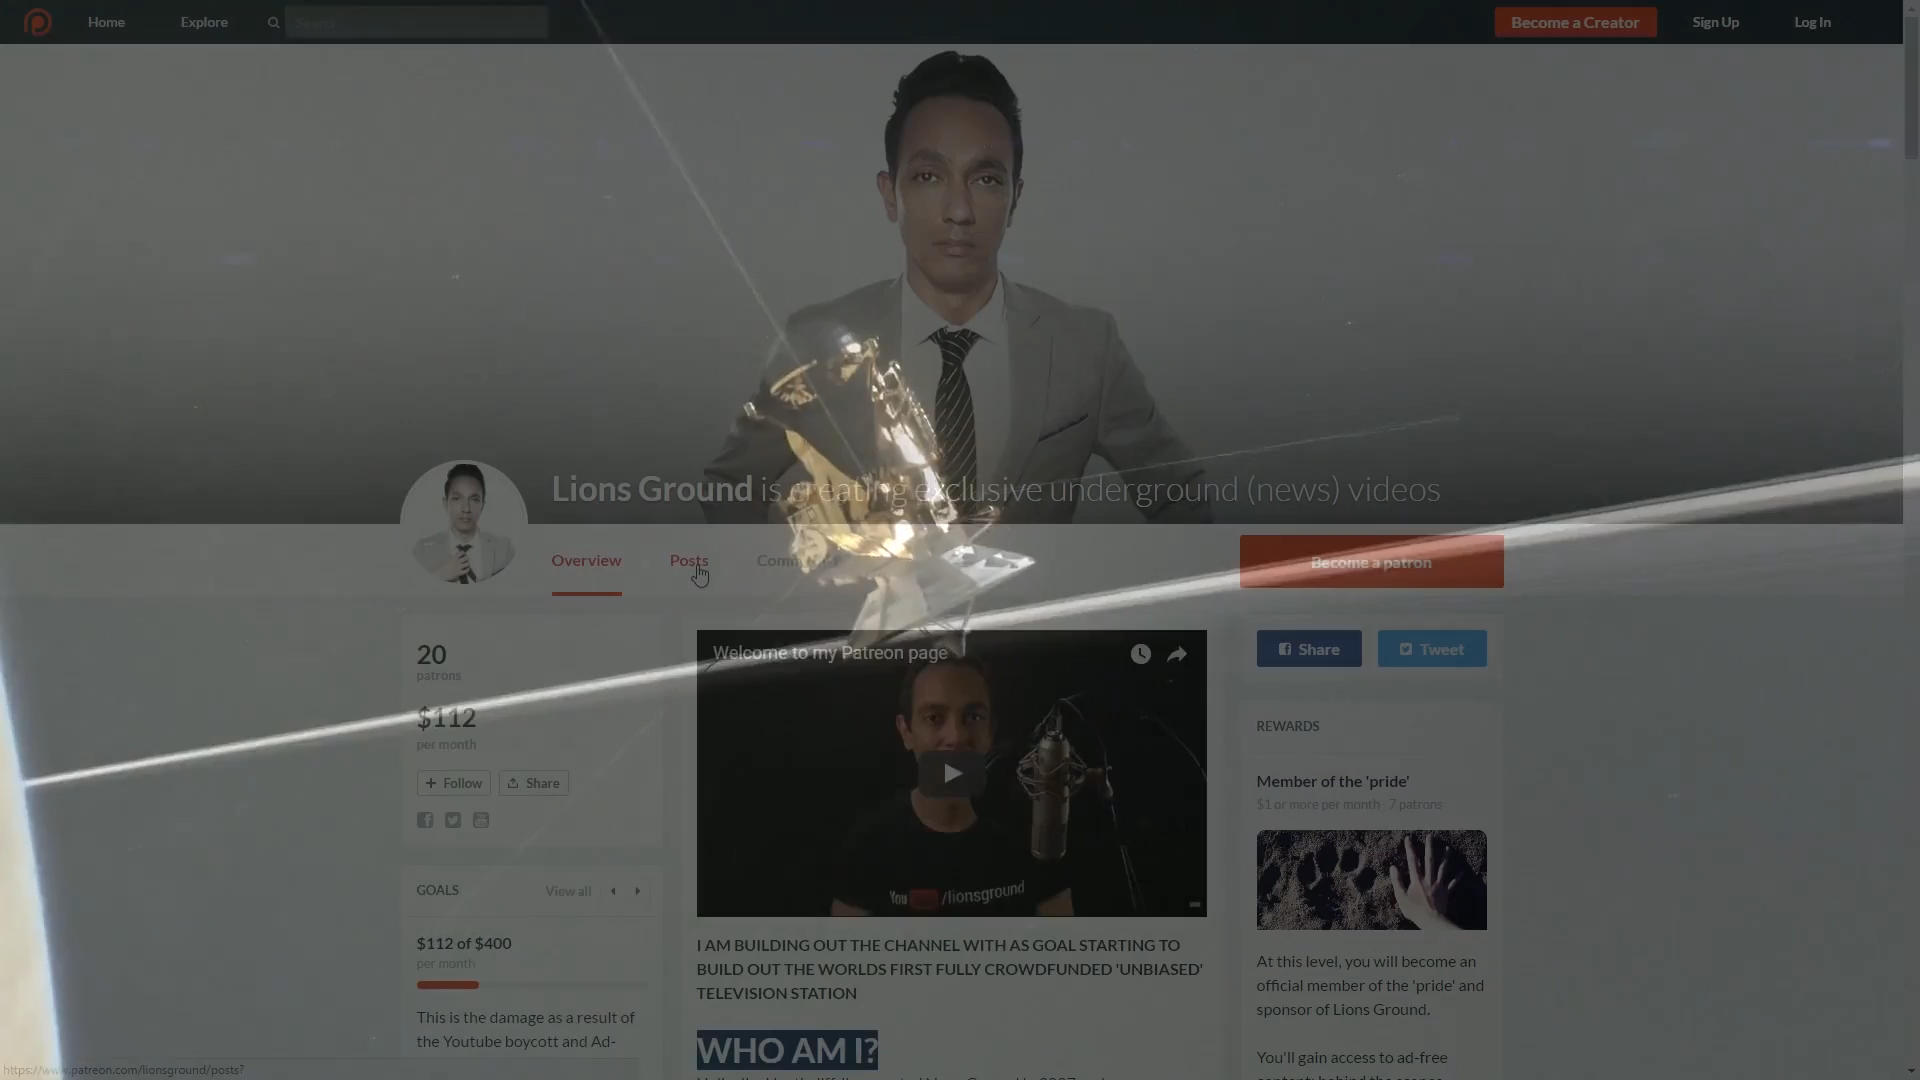 Home
Explore
Search
Become a Creator
Sign Up
Log In
Lions Ground is creating exclusive underground (news) videos
Overview
Posts
Become a patron
20
patrons
$112
per month
Follow
Share
GOALS
View all
$112 of $400
per month
This is the damage as a result of
the Youtube boycott and Ad-
Welcome to my Patreon page
You /lionsground
I AM BUILDING OUT THE CHANNEL WITH AS GOAL STARTING TO
BUILD OUT THE WORLDS FIRST FULLY CROWDFUNDED 'UNBIASED'
TELEVISION STATION
WHO AM I?
Share
Tweet
REWARDS
Member of the 'pride'
$1 or more per month · 7 patrons
At this level, you will become an
official member of the 'pride' and
sponsor of Lions Ground.
You'll gain access to ad-free
https://www.patreon.com/lionsground/posts?